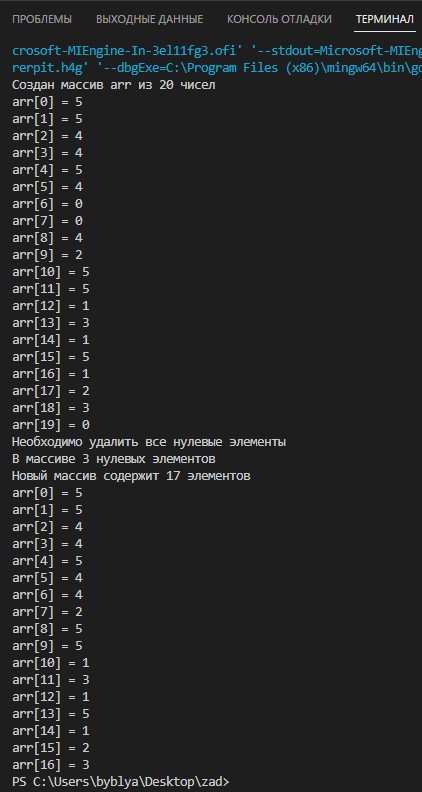 ПРОБЛЕМЫ ВЫХОДНЫЕ ДАННЫЕ КОНСОЛЬ ОТЛАДКИ ТЕРМИНАЛ
crosoft-MIEngine-In-3el11fg3.ofi' '--stdout=Microsoft-MIEng
rerpit.h4g' '--dbgExe=C:\Program Files (x86)\mingw64\bin\gd
Создан массив arr из 20 чисел
arr[0] = 5
arr[1] = 5
arr[2] = 4
arr[3] = 4
arr[4] = 5
arr[5] = 4
arr[6] = 0
arr[7] = 0
arr[8] = 4
arr[9] = 2
arr[10] = 5
arr[11] = 5
arr[12] = 1
arr[13] = 3
arr[14] = 1
arr[15] = 5
arr[16] = 1
arr[17] = 2
arr[18] = 3
arr[19] = 0
Необходимо удалить все нулевые элементы
В массиве 3 нулевых элементов
Новый массив содержит 17 элементов
arr[0] = 5
arr[1] = 5
arr[2] = 4
arr[3] = 4
arr[4] = 5
arr[5] = 4
arr[6] = 4
arr[7] = 2
arr[8] = 5
arr[9] = 5
arr[10] = 1
arr[11] = 3
arr[12] = 1
arr[13] = 5
arr[14] = 1
arr[15] = 2
arr[16] = 3
PS C:\Users\byblya\Desktop\zad>